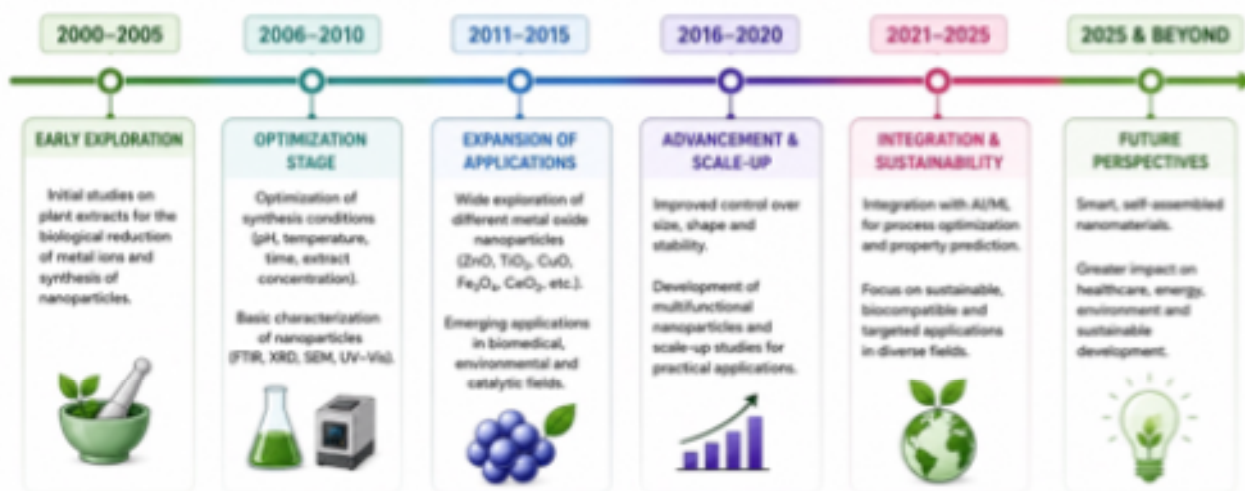 2000–2005
EARLY EXPLORATION
Initial studies on
plant extracts for the
biological reduction
of metal ions and
synthesis of
nanoparticles.
2006–2010
OPTIMIZATION
STAGE
Optimization of
synthesis conditions
(pH, temperature,
time, extract
concentration).
Basic characterization
of nanoparticles
(FTIR, XRD, SEM, UV–Vis).
2011–2015
EXPANSION OF
APPLICATIONS
Wide exploration of
different metal oxide
nanoparticles
(ZnO, TiO₂, CuO,
Fe₃O₄, CeO₂, etc.).
Emerging applications
in biomedical,
environmental and
catalytic fields.
2016–2020
ADVANCEMENT &
SCALE-UP
Improved control over
size, shape and
stability.
Development of
multifunctional
nanoparticles and
scale-up studies for
practical applications.
2021–2025
INTEGRATION &
SUSTAINABILITY
Integration with AI/ML
for process optimization
and property prediction.
Focus on sustainable,
biocompatible and
targeted applications
in diverse fields.
2025 & BEYOND
FUTURE
PERSPECTIVES
Smart, self-assembled
nanomaterials.
Greater impact on
healthcare, energy,
environment and
sustainable
development.